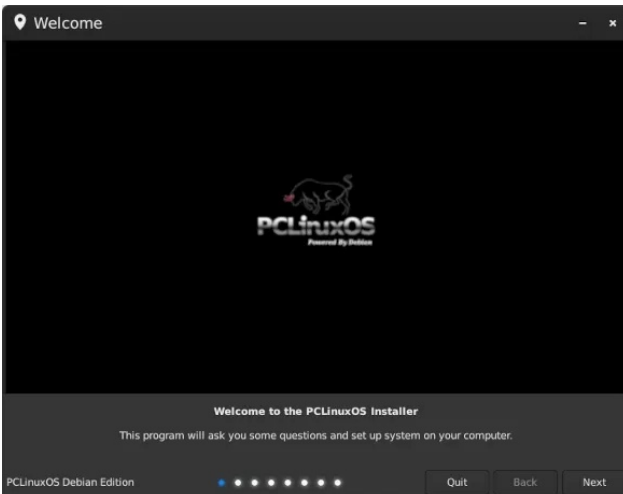 Welcome
PCLinuxOS
Powered By Debian
Welcome to the PCLinuxOS Installer
This program will ask you some questions and set up system on your computer.
PCLinuxOS Debian Edition
Quit
Back
Next